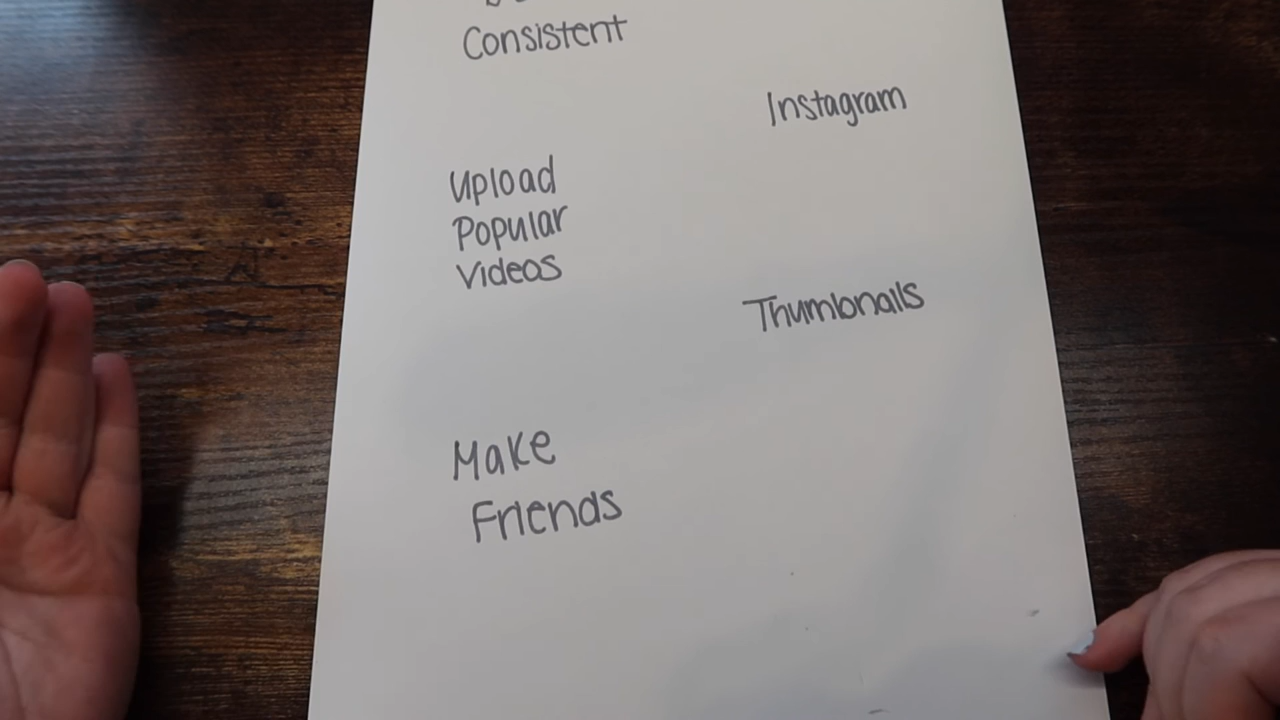 Consistent
Instagram
Upload
Popular
Videos
Thumbnails
Make
Friends